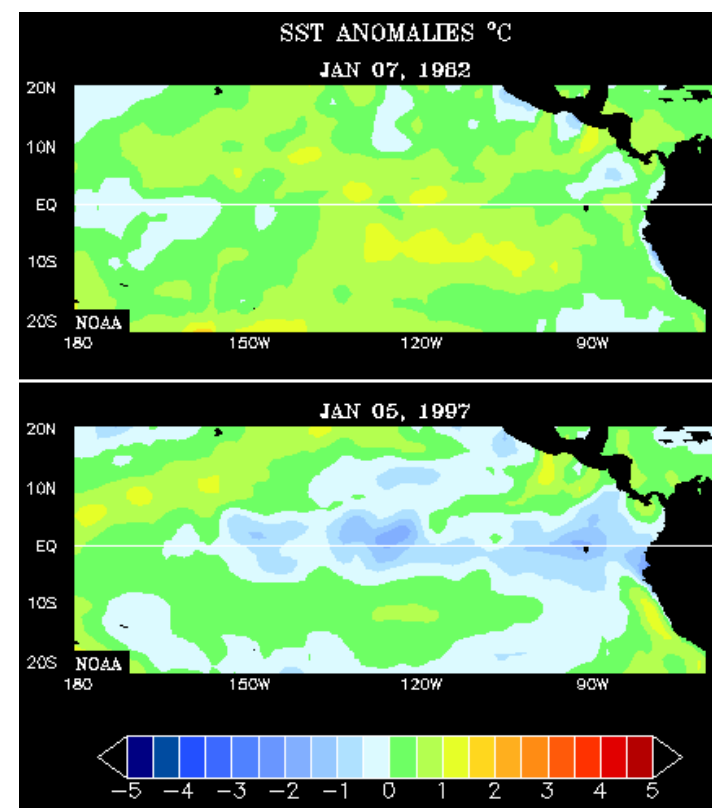 SST ANOMALIES °C
JAN 07, 1982
20N
10N
EQ
10S
20S NOAA
180 150W 120W 90W
JAN 05, 1997
20N
10N
EQ
10S
20S NOAA
180 150W 120W 90W
-5 -4 -3 -2 -1 0 1 2 3 4 5